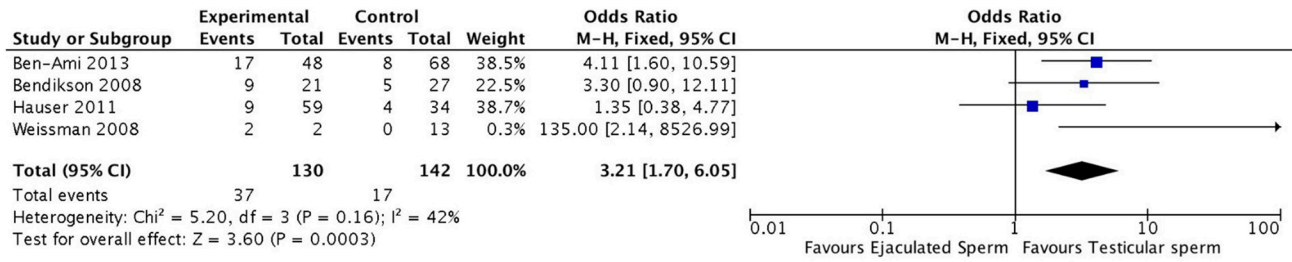 Experimental Control Odds Ratio Odds Ratio
Study or Subgroup Events Total Events Total Weight M-H, Fixed, 95% CI M-H, Fixed, 95% CI
Ben-Ami 2013 17 48 8 68 38.5% 4.11 [1.60, 10.59]
Bendikson 2008 9 21 5 27 22.5% 3.30 [0.90, 12.11]
Hauser 2011 9 59 4 34 38.7% 1.35 [0.38, 4.77]
Weissman 2008 2 2 0 13 0.3% 135.00 [2.14, 8526.99]
Total (95% CI) 130 142 100.0% 3.21 [1.70, 6.05]
Total events 37 17
Heterogeneity: Chi² = 5.20, df = 3 (P = 0.16); I² = 42%
Test for overall effect: Z = 3.60 (P = 0.0003)
0.01 0.1 1 10 100
Favours Ejaculated Sperm Favours Testicular sperm